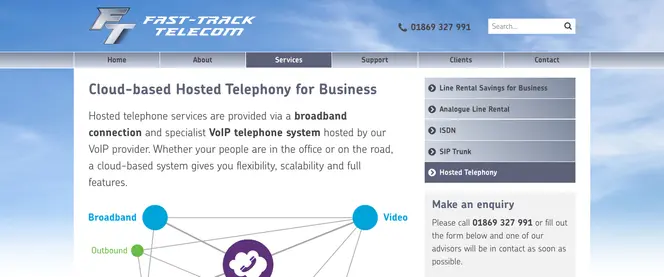 FT FAST-TRACK
TELECOM
01869 327 991
Search...
Home About Services Support Clients Contact
Cloud-based Hosted Telephony for Business
Hosted telephone services are provided via a broadband
connection and specialist VoIP telephone system hosted by our
VoIP provider. Whether your people are in the office or on the road,
a cloud-based system gives you flexibility, scalability and full
features.
Broadband
Video
Outbound
Line Rental Savings for Business
Analogue Line Rental
ISDN
SIP Trunk
Hosted Telephony
Make an enquiry
Please call 01869 327 991 or fill out
the form below and one of our
advisors will be in contact as soon as
possible.